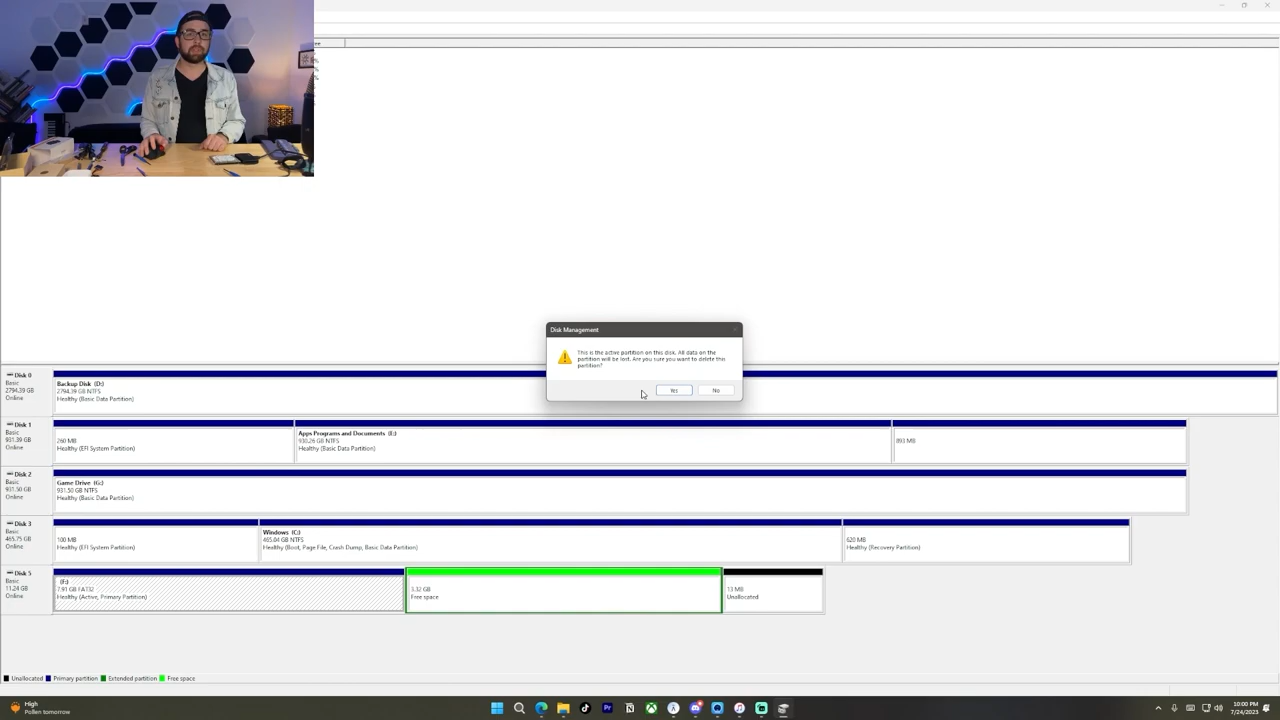 Disk Management
This is the active partition on this disk. All data on the
partition will be lost. Are you sure you want to delete this
partition?
Yes
No
Disk 0
Basic
2794.39 GB
Online
Backup Disk (D:)
2794.39 GB NTFS
Healthy (Basic Data Partition)
Disk 1
Basic
931.39 GB
Online
260 MB
Healthy (EFI System Partition)
Apps Programs and Documents (E:)
930.26 GB NTFS
Healthy (Basic Data Partition)
893 MB
Disk 2
Basic
931.50 GB
Online
Game Drive (G:)
931.50 GB NTFS
Healthy (Basic Data Partition)
Disk 3
Basic
465.75 GB
Online
100 MB
Healthy (EFI System Partition)
Windows (C:)
465.04 GB NTFS
Healthy (Boot, Page File, Crash Dump, Basic Data Partition)
620 MB
Healthy (Recovery Partition)
Disk 5
Basic
11.24 GB
Online
(F:)
7.91 GB FAT32
Healthy (Active, Primary Partition)
3.32 GB
Free space
13 MB
Unallocated
Unallocated Primary partition Extended partition Free space
High
Pollen tomorrow
Pr
10:00 PM
7/24/2023